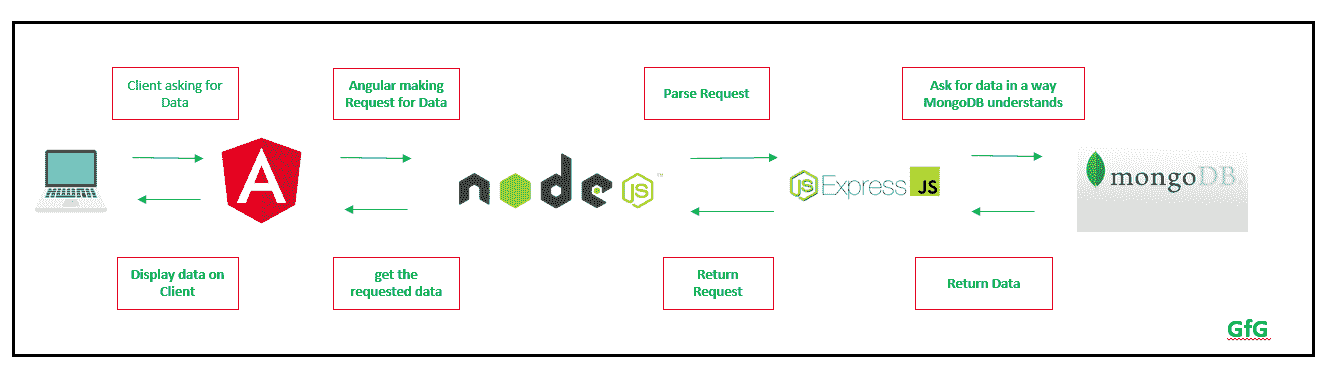 Client asking for
Data
Angular making
Request for Data
Parse Request
Ask for data in a way
MongoDB understands
A
node JS™
JS Express JS
mongoDB
Display data on
Client
get the
requested data
Return
Request
Return Data
GfG